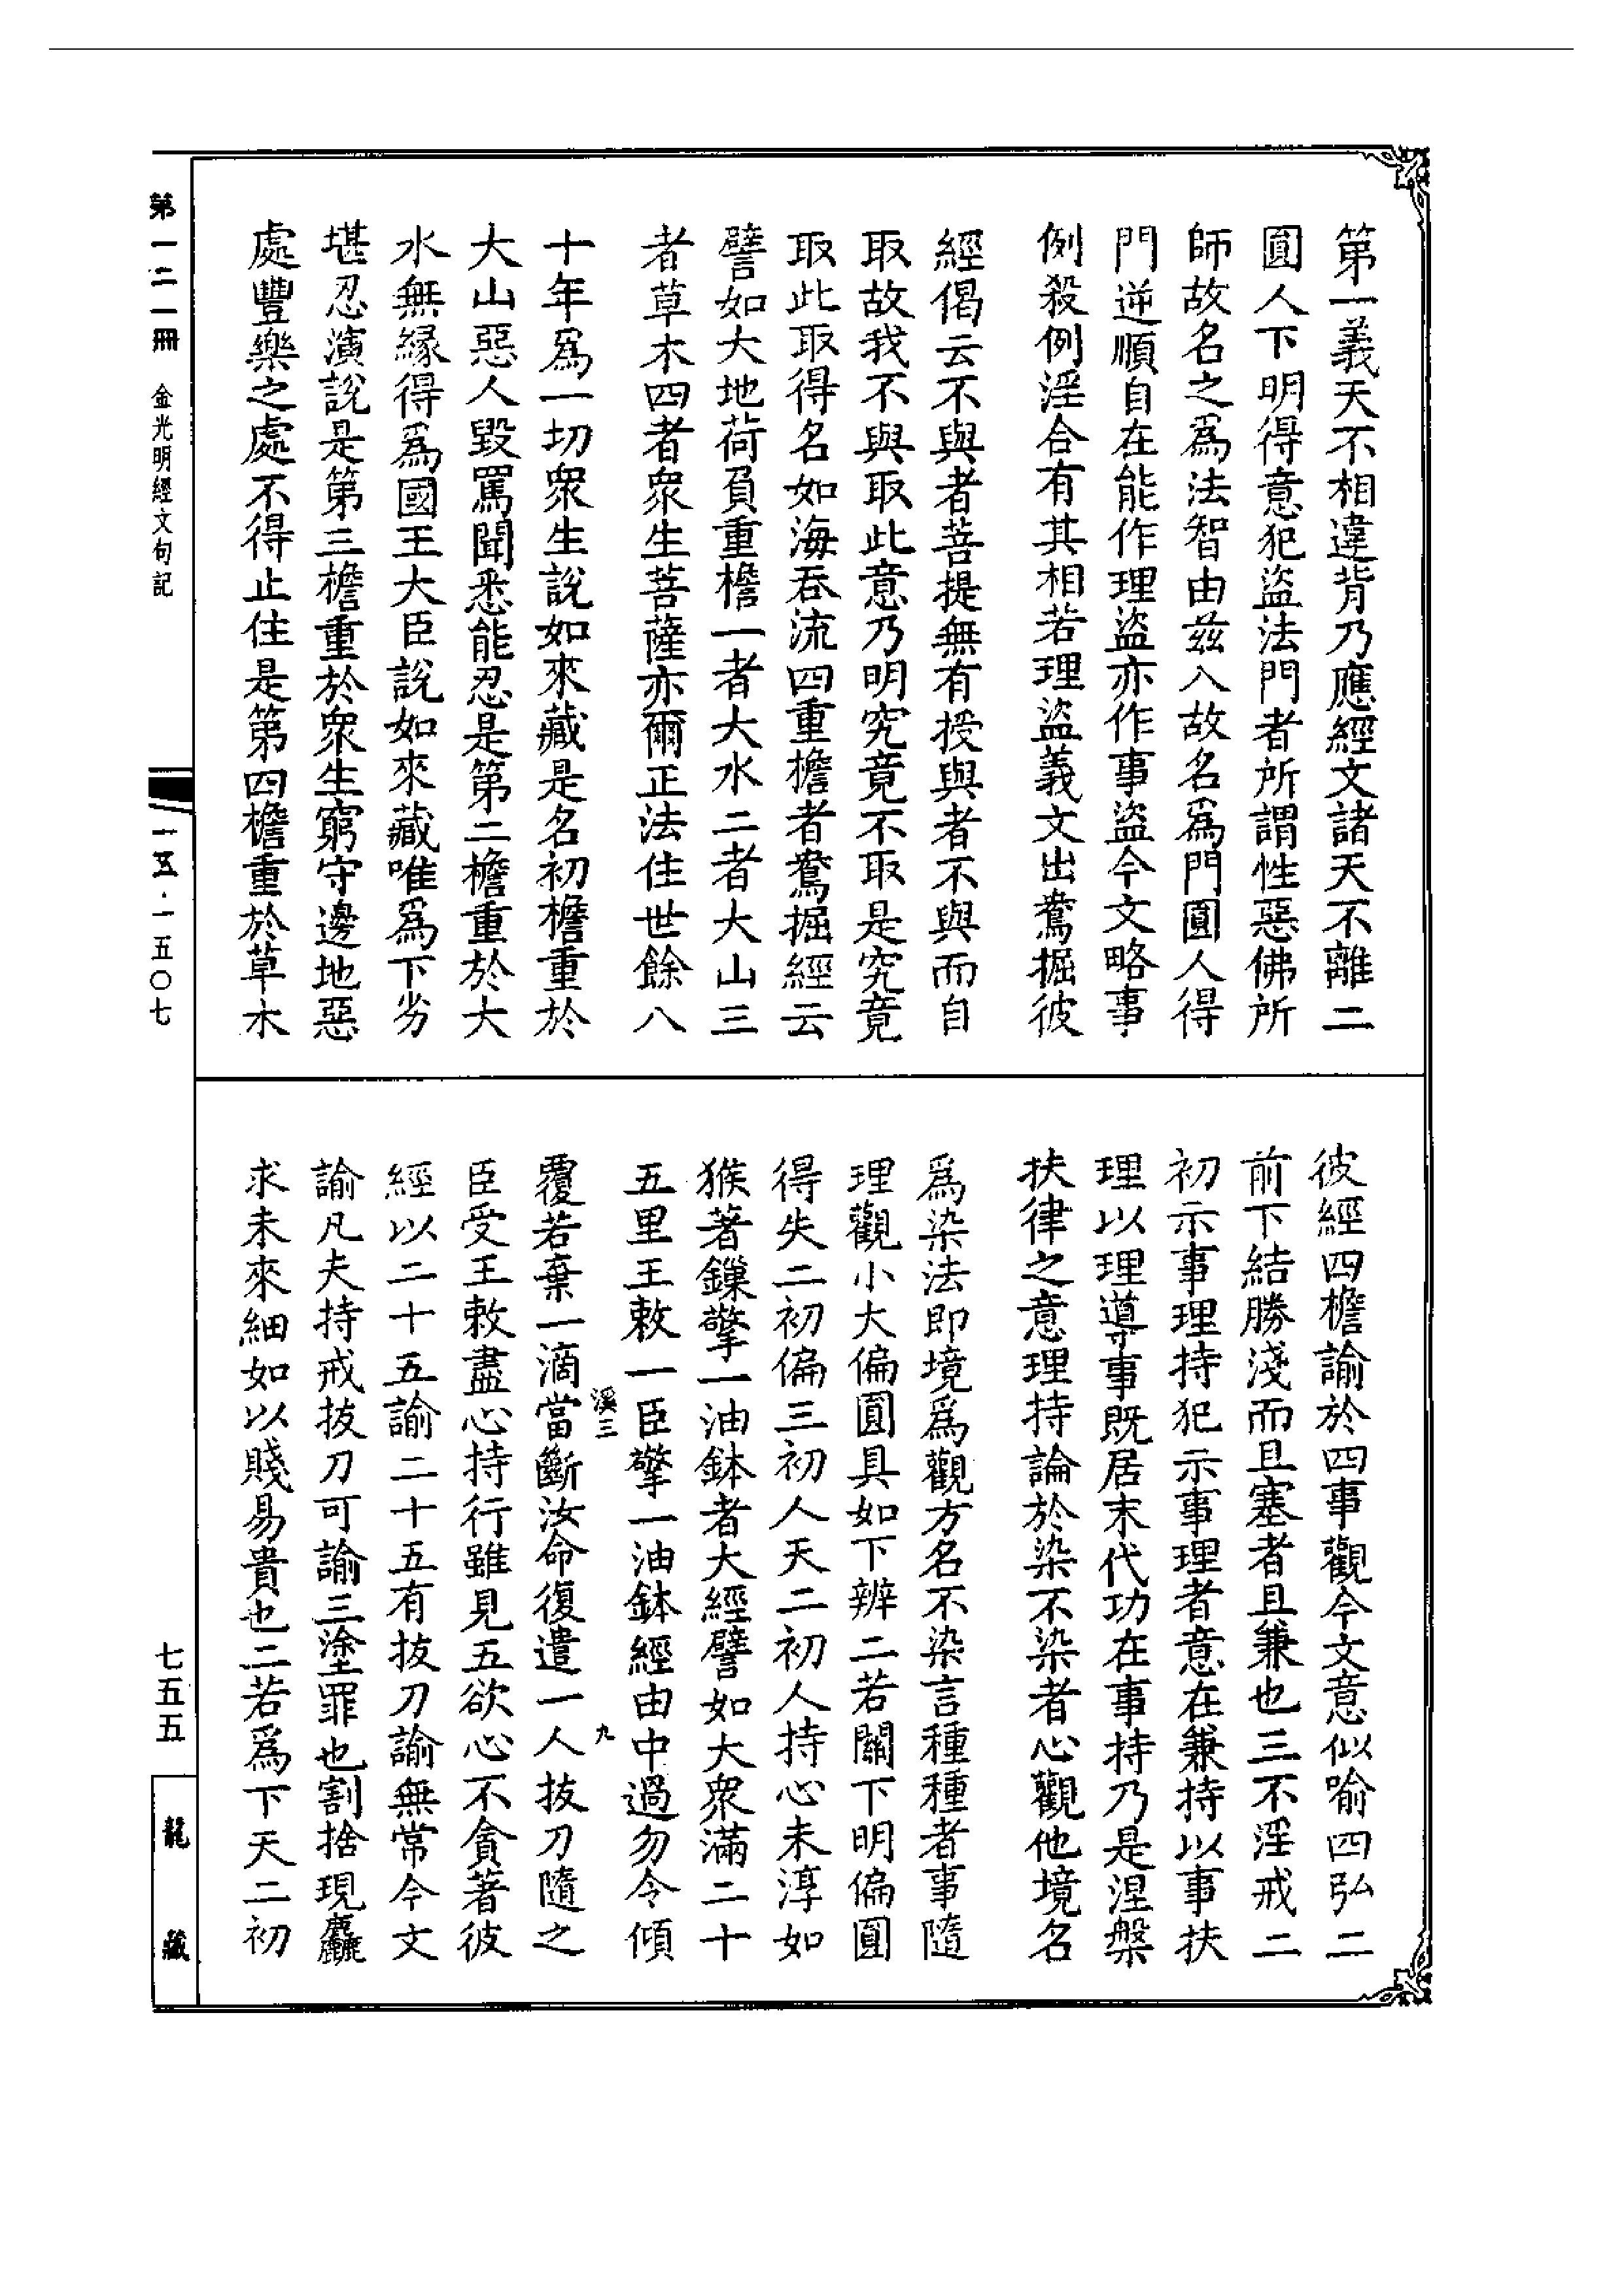 第一義天不相違背乃應經文諸天不離二
圓人下明得意犯盜法門者所謂性惡佛所
師故名之爲法智由茲入故名爲門圓人得
門逆順自在能作理盜亦作事盜今文略事
例殺例淫合有其相若理盜義文出鴦掘彼
經偈云不與者菩提無有授與者不與而自
取故我不與取此意乃明究竟不取是究竟
取此取得名如海吞流四重擔者鴦掘經云
譬如大地荷負重檐一者大水二者大山三
者草木四者衆生菩薩亦爾正法住世餘八
十年爲一切衆生說如來藏是名初檐重於
大山惡人毀罵聞悉能忍是第二檐重於大
水無緣得爲國王大臣說如來藏唯爲下劣
堪忍演說是第三檐重於衆生窮守邊地惡
處豐樂之處不得止住是第四檐重於草木
彼經四檐諭於四事觀今文意似喻四弘二
前下結勝淺而且塞者且兼也三不淫戒二
初示事理持犯示事理者意在兼持以事扶
理以理導事既居末代功在事持乃是涅槃
扶律之意理持論於染不染者心觀他境名
爲染法即境爲觀方名不染言種種者事隨
理觀小大偏圓具如下辨二若關下明偏圓
得失二初偏三初人天二初人持心未淳如
猴著鏁擎一油鉢者大經譬如大衆滿二十
五里王敕一臣擎一油鉢經由中過勿令傾
覆若棄一滴當斷汝命復遣一人拔刀隨之
臣受王敕盡心持行雖見五欲心不貪著彼
經以二十五諭二十五有拔刀諭無常今文
諭凡夫持戒拔刀可諭三塗罪也割捨現麤
求未來細如以賤易貴也二若爲下天二初
溪三
九
第一二一冊
金光明經文句記
一五·一五〇七
七五五
龍藏